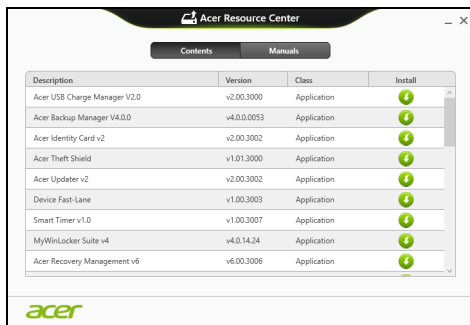 Acer Resource Center
Contents Manuals
Description Version Class Install
Acer USB Charge Manager V2.0 v2.00.3000 Application
Acer Backup Manager V4.0.0 v4.0.0.0053 Application
Acer Identity Card v2 v2.00.3002 Application
Acer Theft Shield v1.01.3000 Application
Acer Updater v2 v2.00.3002 Application
Device Fast-Lane v1.00.3003 Application
Smart Timer v1.0 v1.00.3007 Application
MyWinLocker Suite v4 v4.0.14.24 Application
Acer Recovery Management v6 v6.00.3006 Application
acer